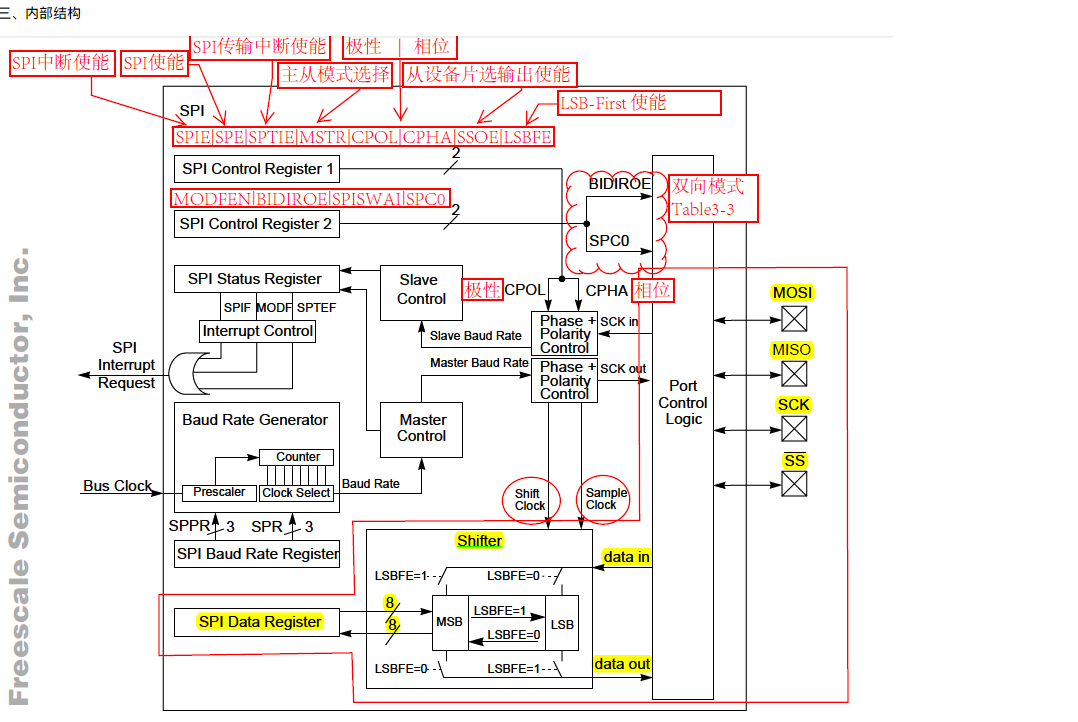 三、内部结构
SPI中断使能
SPI使能
SPI传输中断使能
极性 | 相位
主从模式选择
从设备片选输出使能
LSB-First 使能
SPI
SPIE|SPE|SPTIE|MSTR|CPOL|CPHA|SSOE|LSBFE
SPI Control Register 1
2
BIDIROE
双向模式
Table3-3
MODFEN|BIDIROE|SPISWAI|SPC0
SPI Control Register 2
2
SPC0
SPI Status Register
SPIF
MODF
SPTEF
Interrupt Control
SPI
Interrupt
Request
Slave
Control
极性
CPOL
CPHA
相位
Phase +
Polarity
Control
SCK in
Slave Baud Rate
Master Baud Rate
Phase +
Polarity
Control
SCK out
Port
Control
Logic
MOSI
MISO
SCK
SS
Baud Rate Generator
Counter
Prescaler
Clock Select
Bus Clock
Baud Rate
Master
Control
SPPR
3
SPR
3
SPI Baud Rate Register
Shift
Clock
Sample
Clock
Shifter
data in
LSBFE=1
LSBFE=0
SPI Data Register
8
8
MSB
LSBFE=1
LSBFE=0
LSB
LSBFE=0
LSBFE=1
data out
Freescale Semiconductor, Inc.